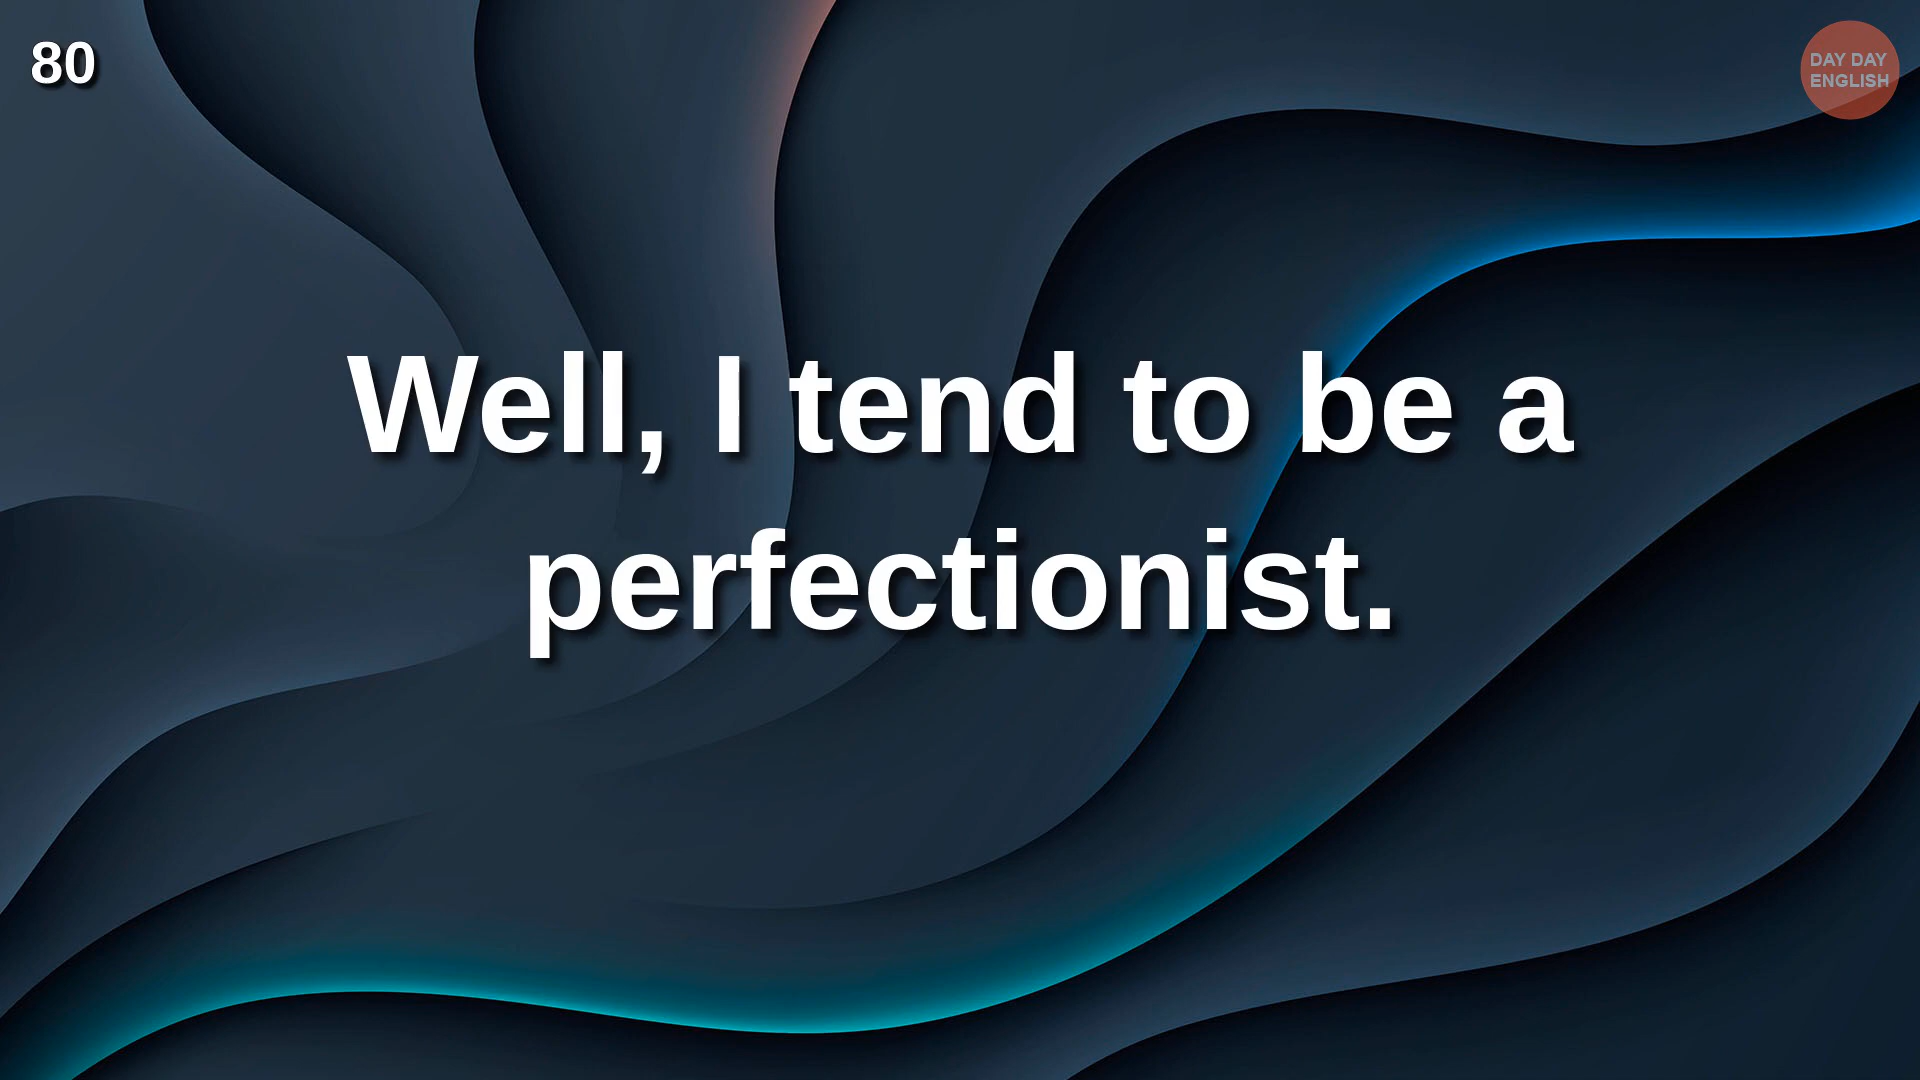 80
DAY DAY
ENGLISH
Well, I tend to be a
perfectionist.